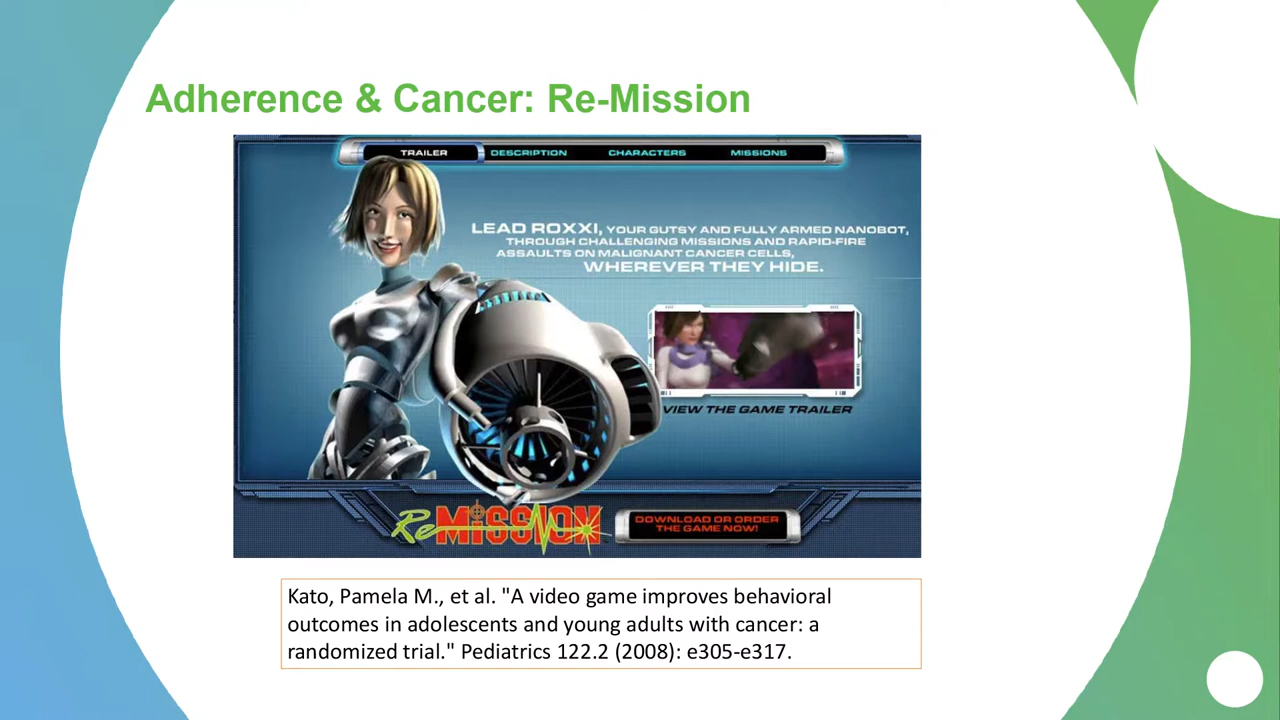 Adherence & Cancer: Re-Mission
TRAILER DESCRIPTION CHARACTERS MISSIONS
LEAD ROXXI, YOUR GUTSY AND FULLY ARMED NANOBOT,
THROUGH CHALLENGING MISSIONS AND RAPID-FIRE
ASSAULTS ON MALIGNANT CANCER CELLS,
WHEREVER THEY HIDE.
VIEW THE GAME TRAILER
Re-MISSION
DOWNLOAD OR ORDER
THE GAME NOW!
Kato, Pamela M., et al. "A video game improves behavioral
outcomes in adolescents and young adults with cancer: a
randomized trial." Pediatrics 122.2 (2008): e305-e317.